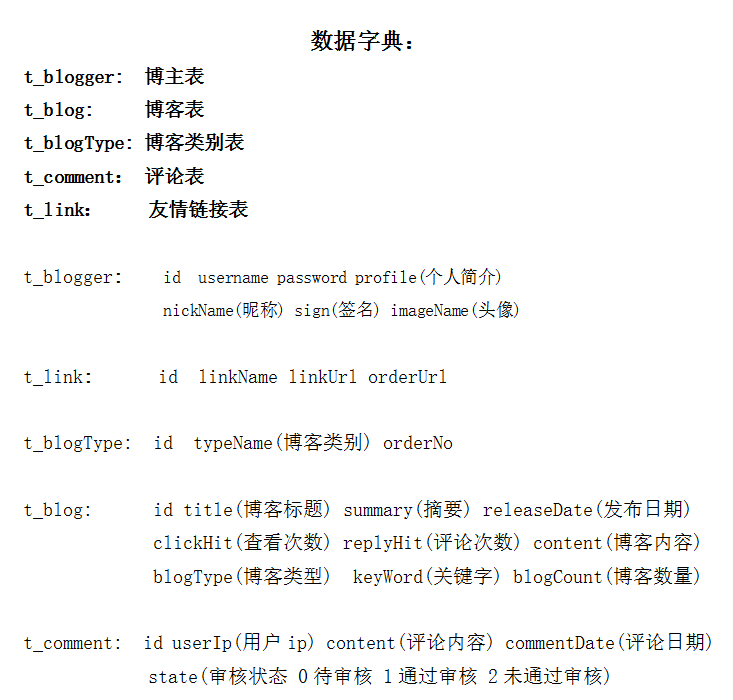 数据字典：
t_blogger: 博主表
t_blog: 博客表
t_blogType: 博客类别表
t_comment： 评论表
t_link： 友情链接表
t_blogger: id username password profile(个人简介)
nickName(昵称) sign(签名) imageName(头像)
t_link: id linkName linkUrl orderUrl
t_blogType: id typeName(博客类别) orderNo
t_blog: id title(博客标题) summary(摘要) releaseDate(发布日期)
clickHit(查看次数) replyHit(评论次数) content(博客内容)
blogType(博客类型) keyWord(关键字) blogCount(博客数量)
t_comment: id userIp(用户ip) content(评论内容) commentDate(评论日期)
state(审核状态 0待审核 1通过审核 2未通过审核)